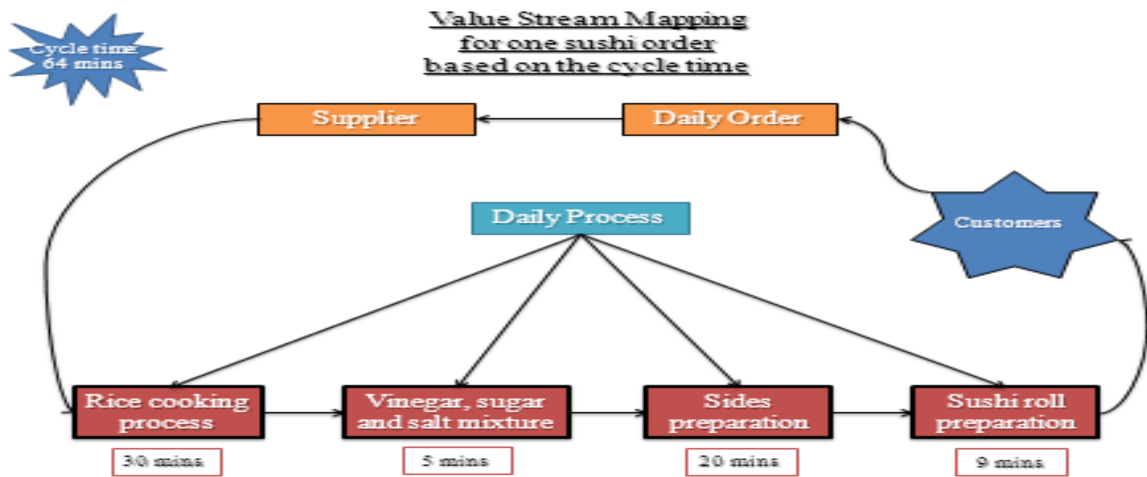 Cycle time
64 mins
Value Stream Mapping
for one sushi order
based on the cycle time
Supplier
Daily Order
Customers
Daily Process
Rice cooking
process
Vinegar, sugar
and salt mixture
Sides
preparation
Sushi roll
preparation
30 mins
5 mins
20 mins
9 mins